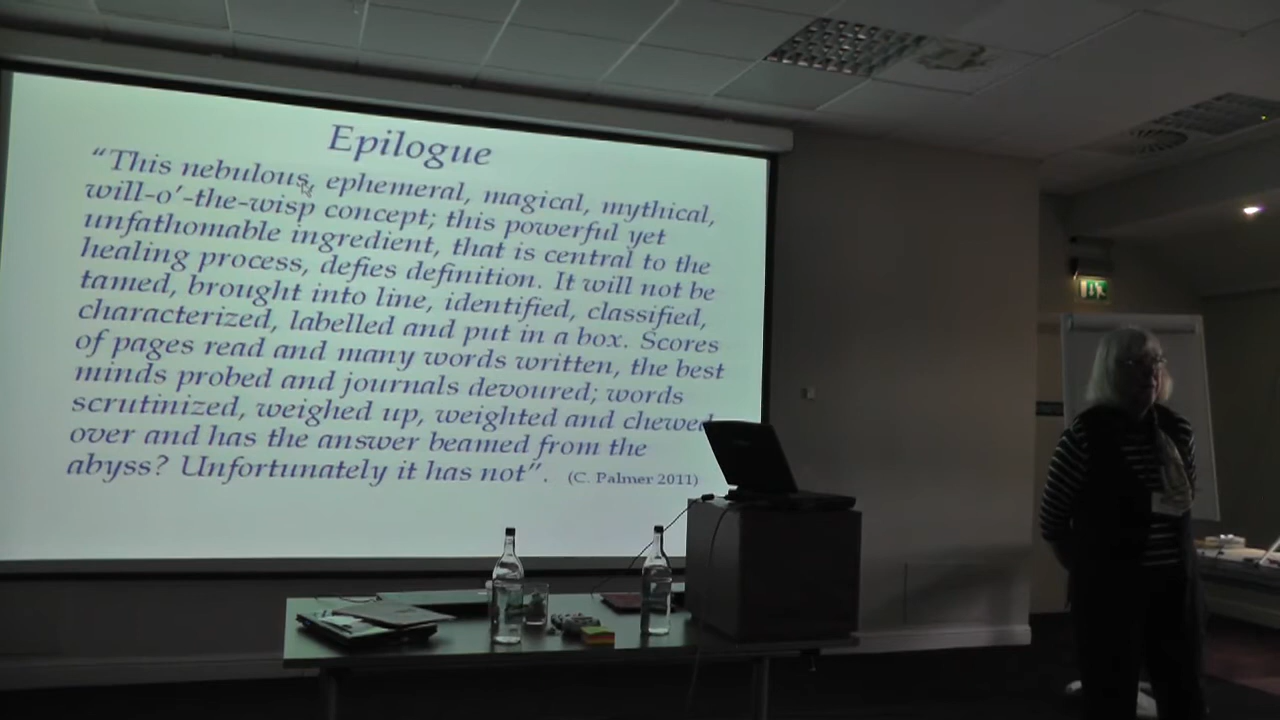 Epilogue
“This nebulous, ephemeral, magical, mythical,
will-o’-the-wisp concept; this powerful yet
unfathomable ingredient, that is central to the
healing process, defies definition. It will not be
tamed, brought into line, identified, classified,
characterized, labelled and put in a box. Scores
of pages read and many words written, the best
minds probed and journals devoured; words
scrutinized, weighed up, weighted and chewed
over and has the answer beamed from the
abyss? Unfortunately it has not”. (C. Palmer 2011)